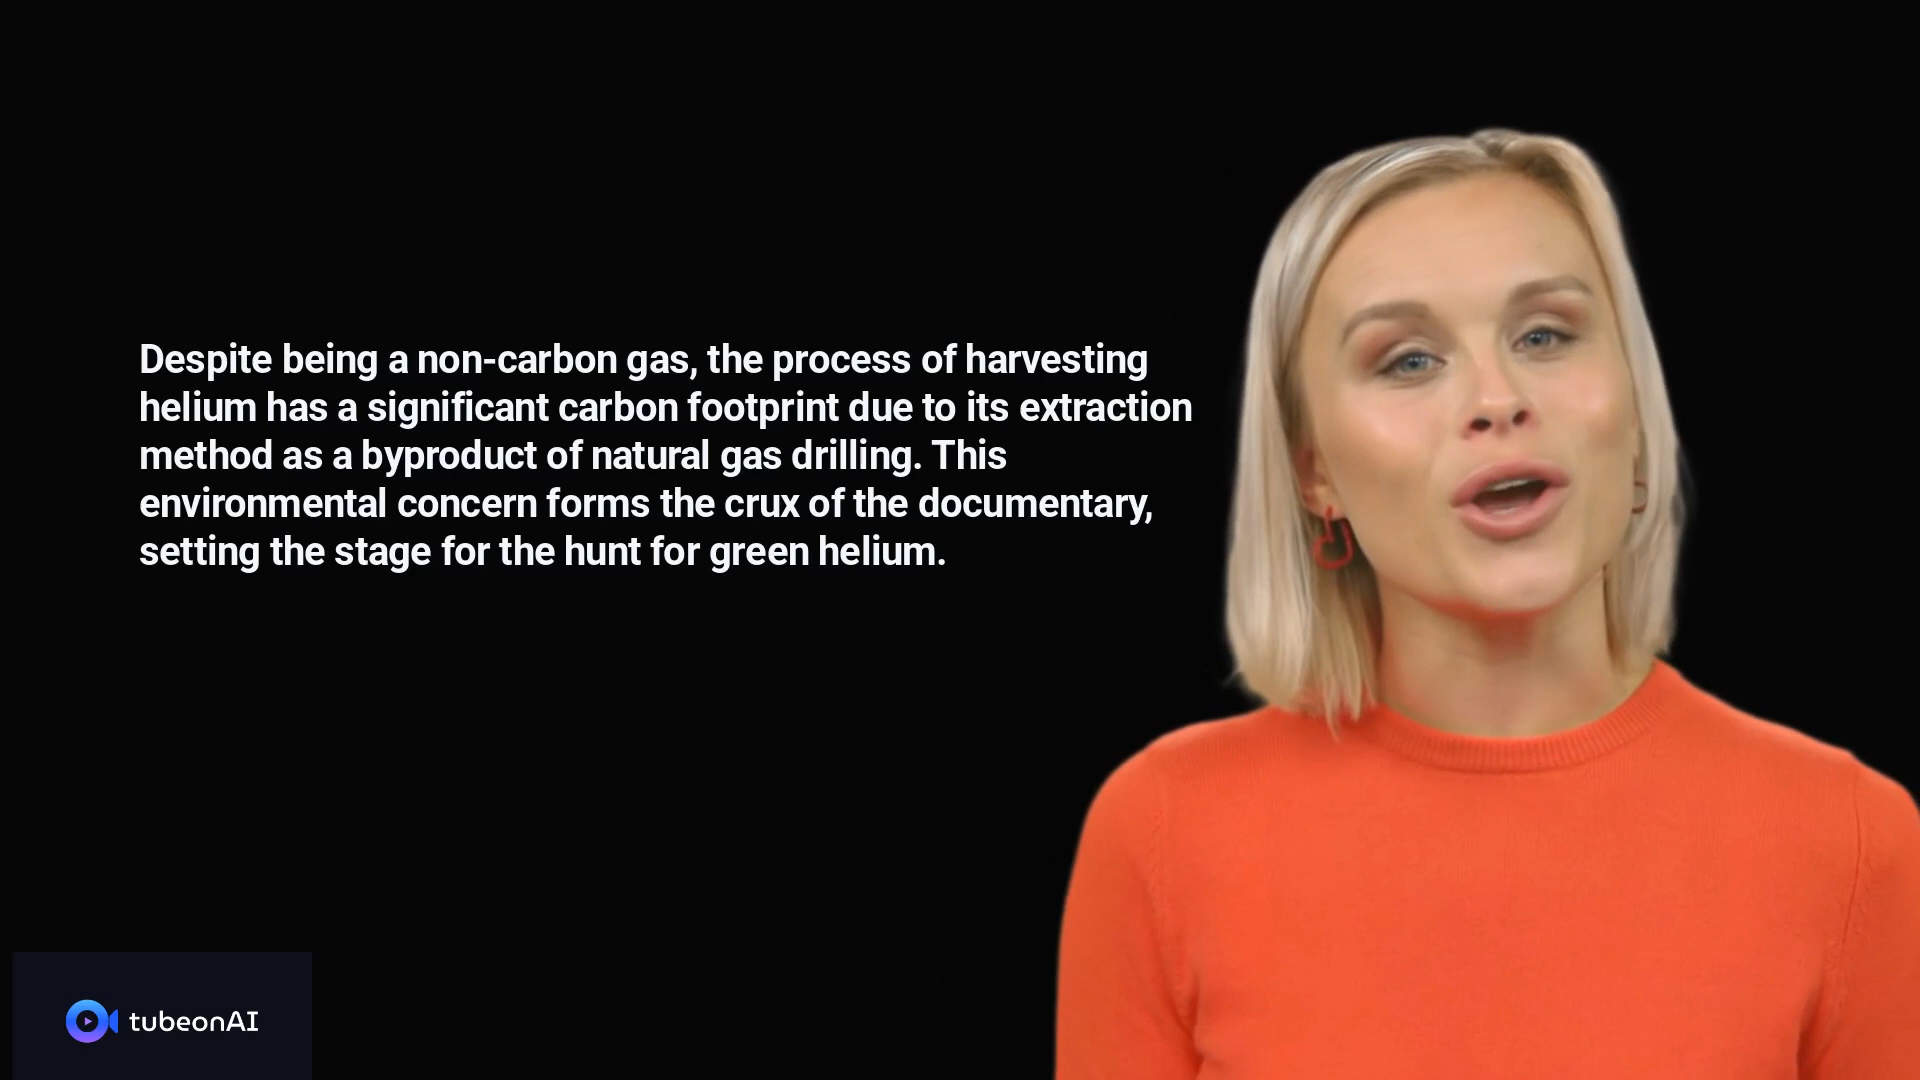 Despite being a non-carbon gas, the process of harvesting
helium has a significant carbon footprint due to its extraction
method as a byproduct of natural gas drilling. This
environmental concern forms the crux of the documentary,
setting the stage for the hunt for green helium.
tubeonAI